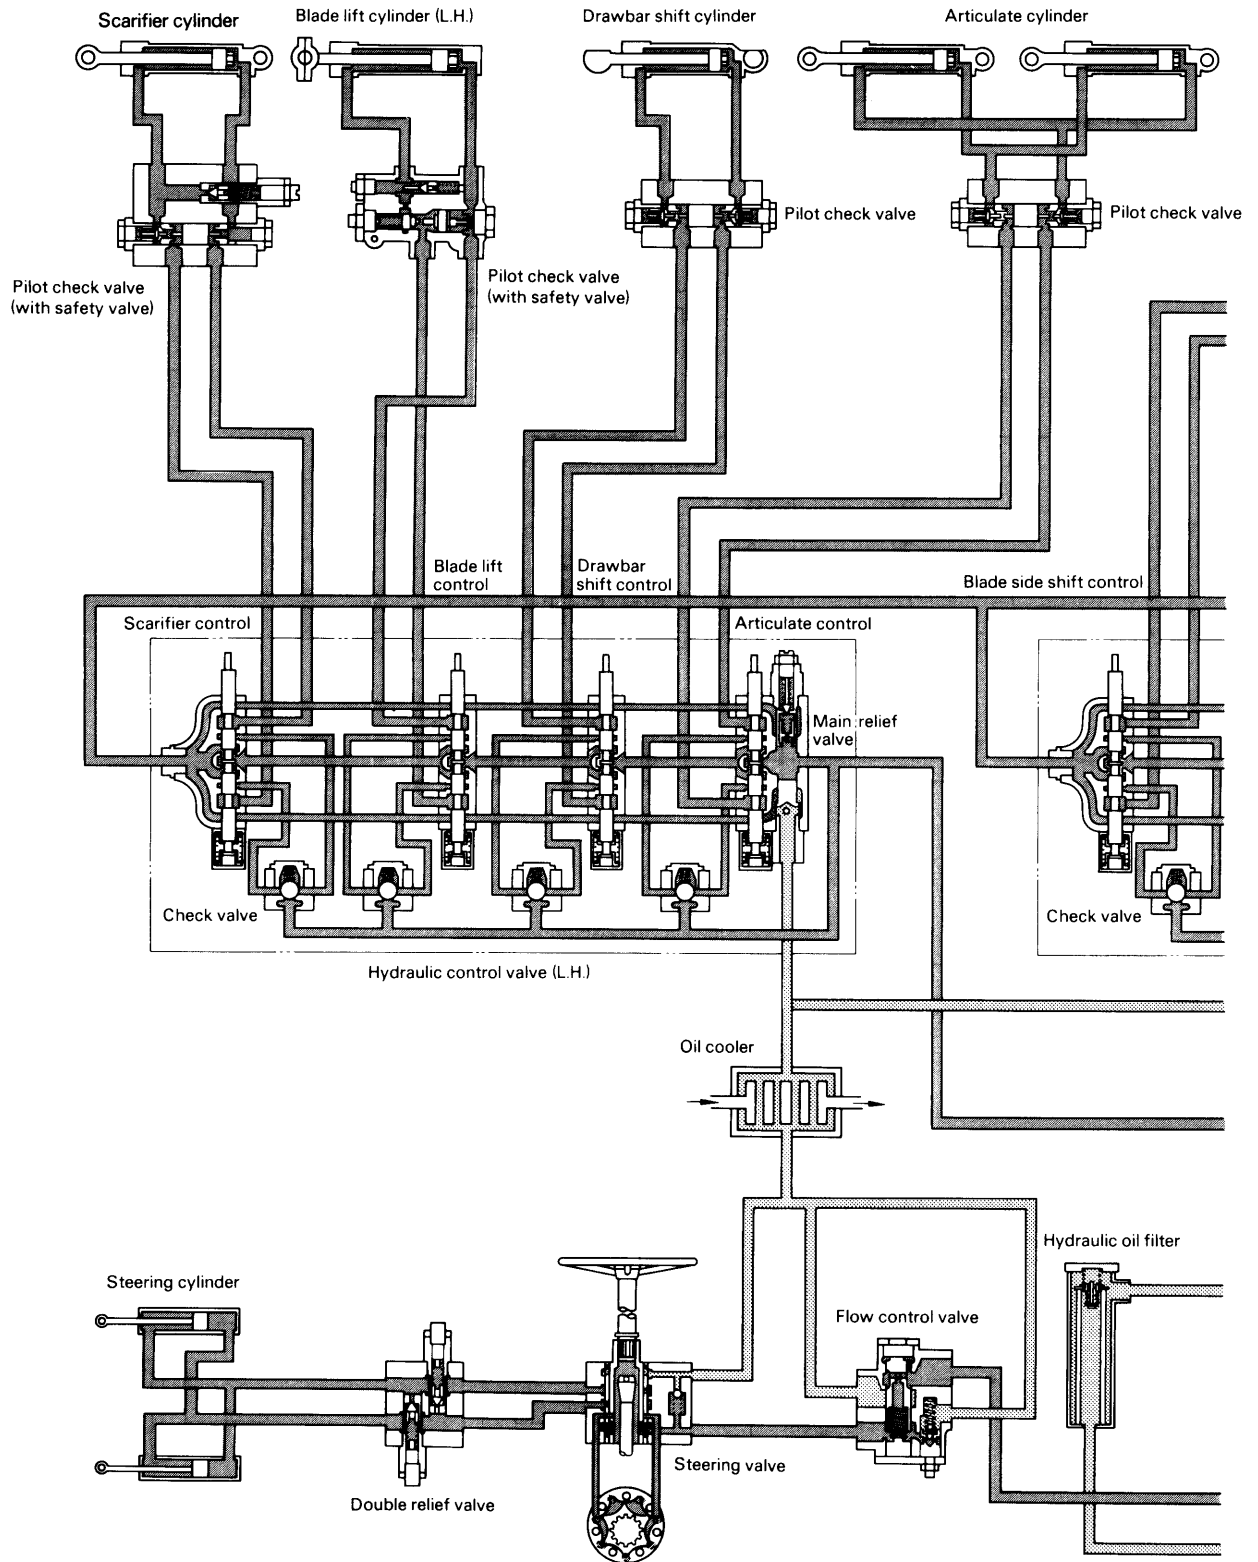 Scarifier cylinder
Blade lift cylinder (L.H.)
Drawbar shift cylinder
Articulate cylinder
Pilot check valve
(with safety valve)
Pilot check valve
(with safety valve)
Pilot check valve
Pilot check valve
Blade lift
control
Drawbar
shift control
Blade side shift control
Scarifier control
Articulate control
Main relief
valve
Check valve
Check valve
Hydraulic control valve (L.H.)
Oil cooler
Hydraulic oil filter
Steering cylinder
Flow control valve
Steering valve
Double relief valve